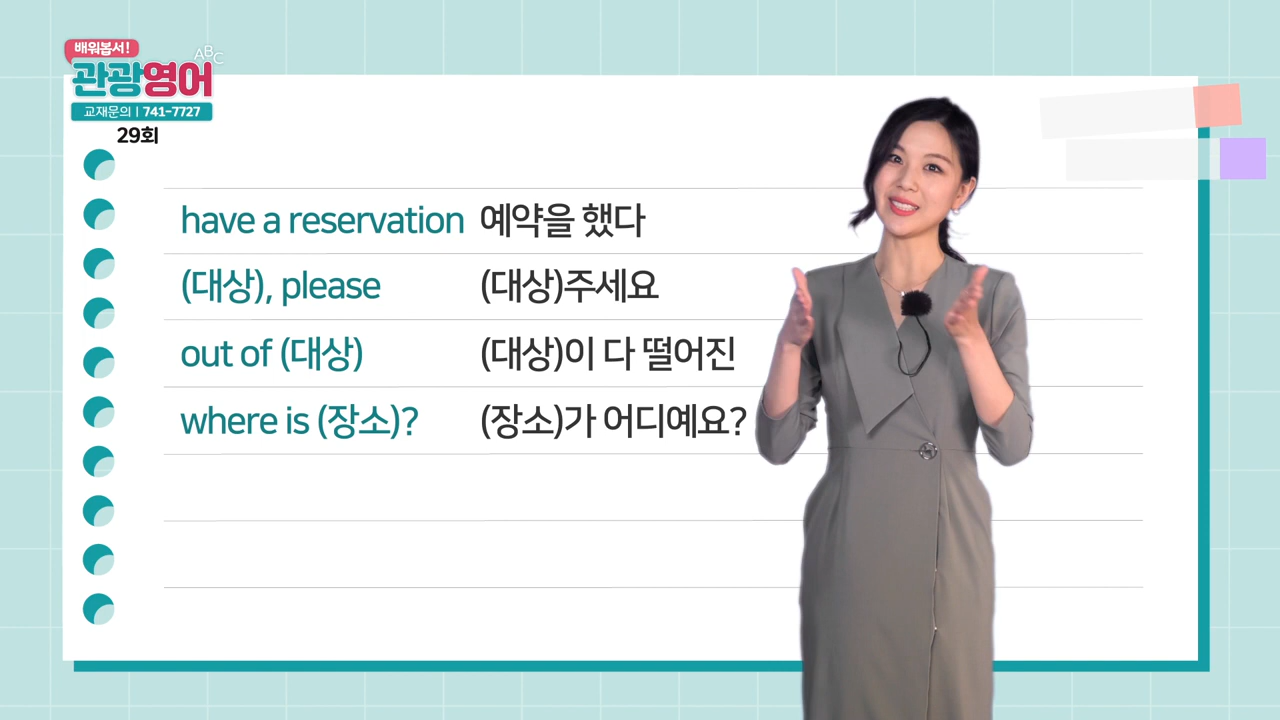 배워봅서!
ABC
관광영어
교재문의 | 741-7727
29회
have a reservation 예약을 했다
(대상), please (대상)주세요
out of (대상) (대상)이 다 떨어진
where is (장소)? (장소)가 어디예요?